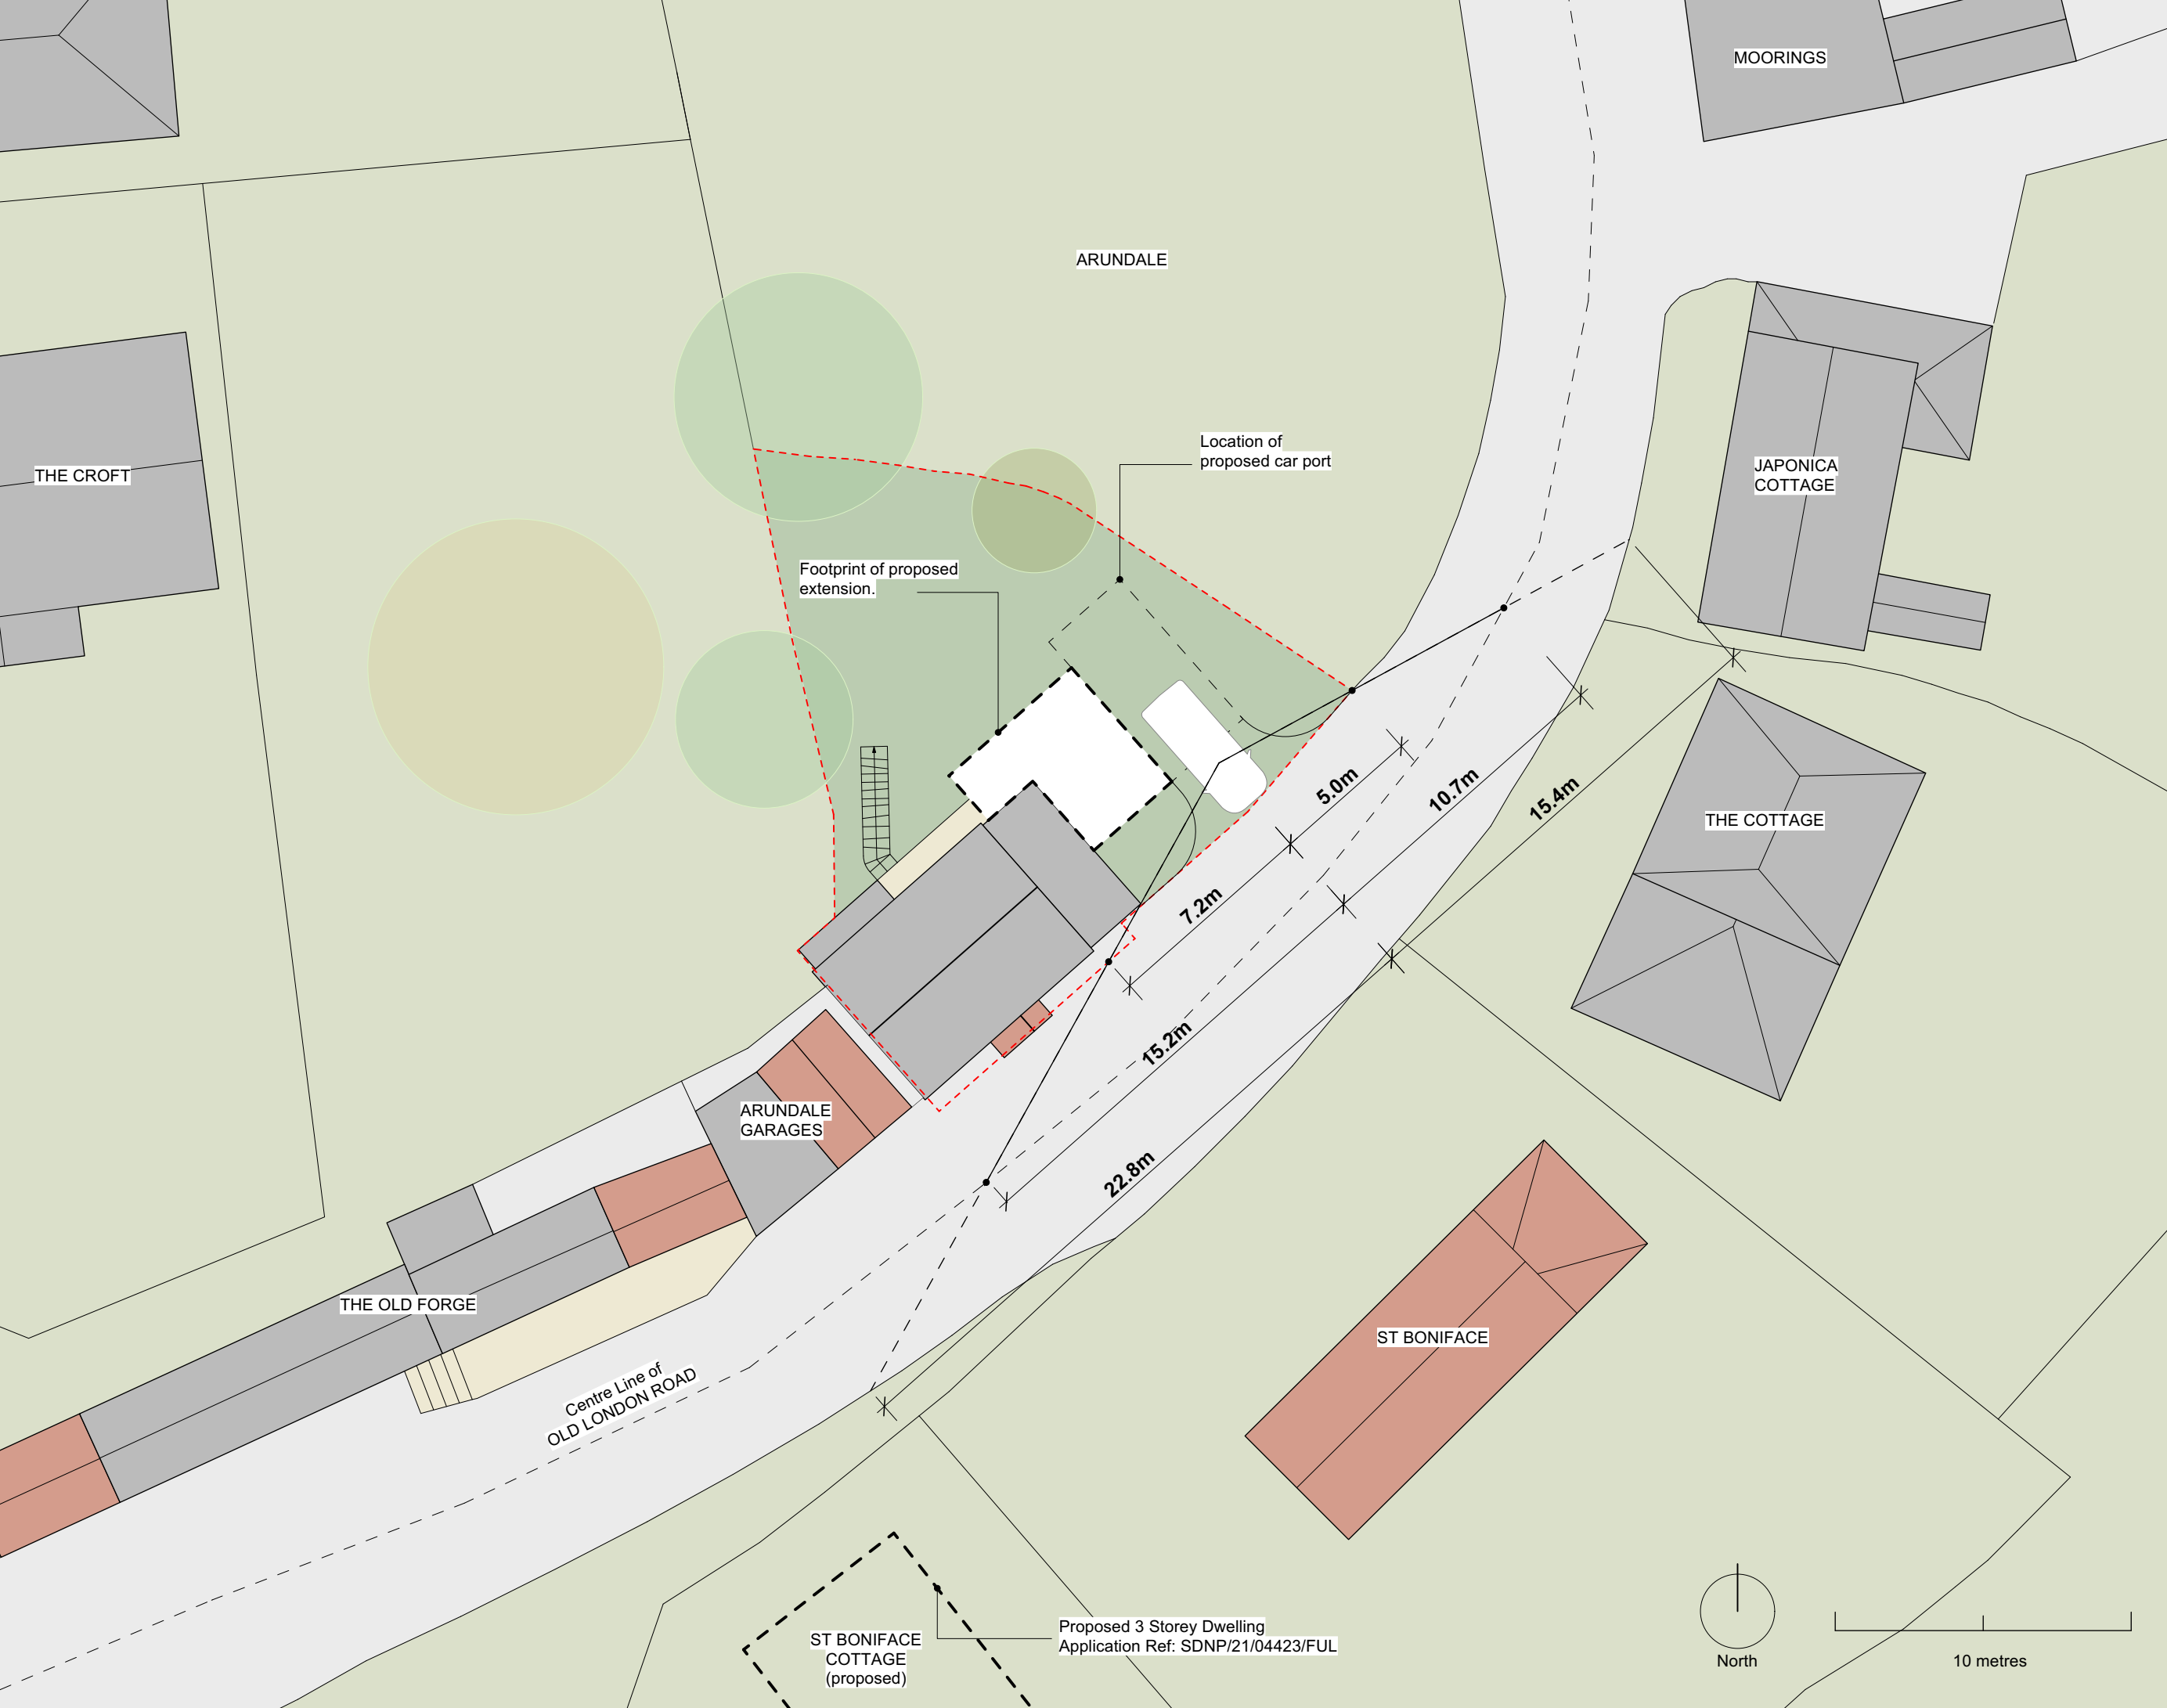 MOORINGS
ARUNDALE
Location of
proposed car port
THE CROFT
JAPONICA
COTTAGE
Footprint of proposed
extension.
5.0m
10.7m
15.4m
THE COTTAGE
7.2m
15.2m
22.8m
ARUNDALE
GARAGES
THE OLD FORGE
ST BONIFACE
Centre Line of
OLD LONDON ROAD
Proposed 3 Storey Dwelling
Application Ref: SDNP/21/04423/FUL
ST BONIFACE
COTTAGE
(proposed)
North
10 metres